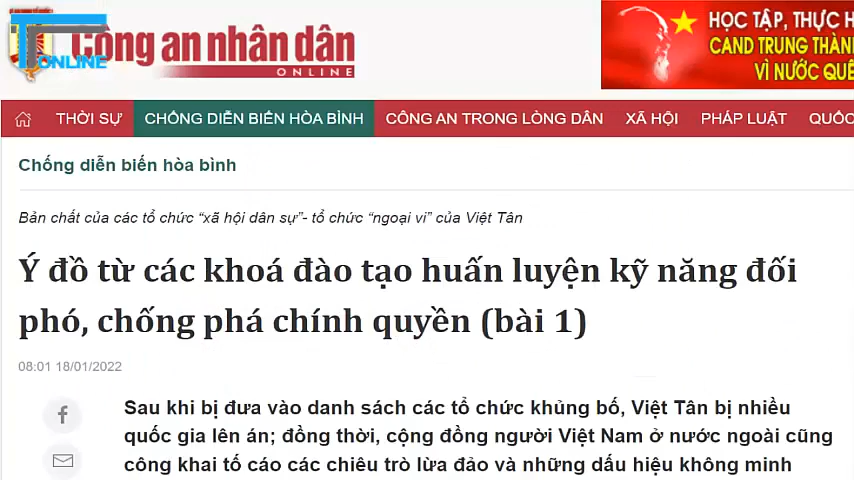 TF ONLINE
Công an nhân dân
ONLINE
HỌC TẬP, THỰC H
CAND TRUNG THÀNH
VÌ NƯỚC QUÊ
THỜI SỰ CHỐNG DIỄN BIẾN HÒA BÌNH CÔNG AN TRONG LÒNG DÂN XÃ HỘI PHÁP LUẬT QUỐC
Chống diễn biến hòa bình
Bản chất của các tổ chức “xã hội dân sự”- tổ chức “ngoại vi” của Việt Tân
Ý đồ từ các khoá đào tạo huấn luyện kỹ năng đối
phó, chống phá chính quyền (bài 1)
08:01 18/01/2022
Sau khi bị đưa vào danh sách các tổ chức khủng bố, Việt Tân bị nhiều
quốc gia lên án; đồng thời, cộng đồng người Việt Nam ở nước ngoài cũng
công khai tố cáo các chiêu trò lừa đảo và những dấu hiệu không minh